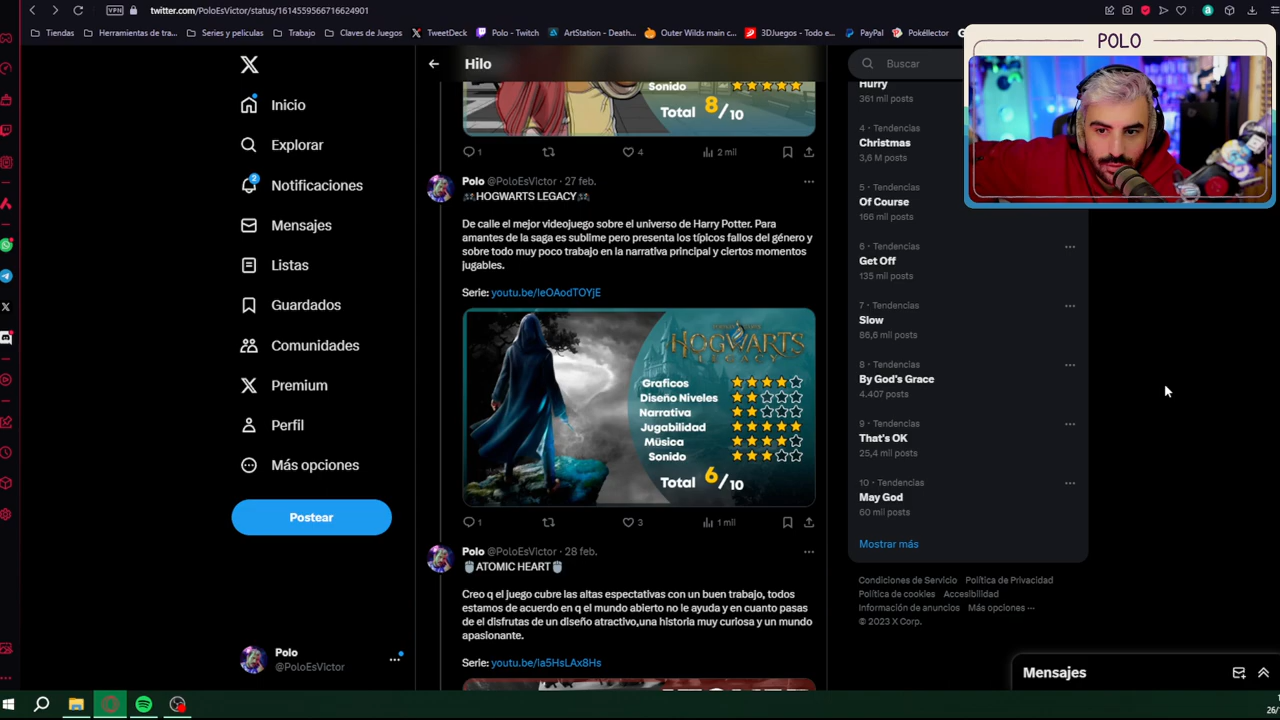 twitter.com/PoloEsVictor/status/1614559566716624901
VPN
Tiendas
Herramientas de tra...
Series y peliculas
Trabajo
Claves de Juegos
TweetDeck
Polo - Twitch
ArtStation - Death...
Outer Wilds main c...
3DJuegos - Todo e...
PayPal
Pokéllector
POLO
Inicio
Explorar
Notificaciones
2
Mensajes
Listas
Guardados
Comunidades
Premium
Perfil
Más opciones
Postear
Polo
@PoloEsVictor
Hilo
Sonido
Total 8/10
1
4
2 mil
Polo @PoloEsVictor · 27 feb.
HOGWARTS LEGACY
De calle el mejor videojuego sobre el universo de Harry Potter. Para
amantes de la saga es sublime pero presenta los típicos fallos del género y
sobre todo muy poco trabajo en la narrativa principal y ciertos momentos
jugables.
Serie: youtu.be/IeOAodTOYjE
HOGWARTS
LEGACY
Graficos
Diseño Niveles
Narrativa
Jugabilidad
Música
Sonido
Total 6/10
1
3
1 mil
Polo @PoloEsVictor · 28 feb.
ATOMIC HEART
Creo q el juego cubre las altas espectativas con un buen trabajo, todos
estamos de acuerdo en q el mundo abierto no le ayuda y en cuanto pasas
de el disfrutas de un diseño atractivo,una historia muy curiosa y un mundo
apasionante.
Serie: youtu.be/Ia5HsLAx8Hs
Buscar
Hurry
361 mil posts
4 · Tendencias
Christmas
3,6 M posts
5 · Tendencias
Of Course
166 mil posts
6 · Tendencias
Get Off
135 mil posts
7 · Tendencias
Slow
86,6 mil posts
8 · Tendencias
By God's Grace
4.407 posts
9 · Tendencias
That's OK
25,4 mil posts
10 · Tendencias
May God
60 mil posts
Mostrar más
Condiciones de Servicio Política de Privacidad
Política de cookies Accesibilidad
Información de anuncios Más opciones ···
© 2023 X Corp.
Mensajes
26/